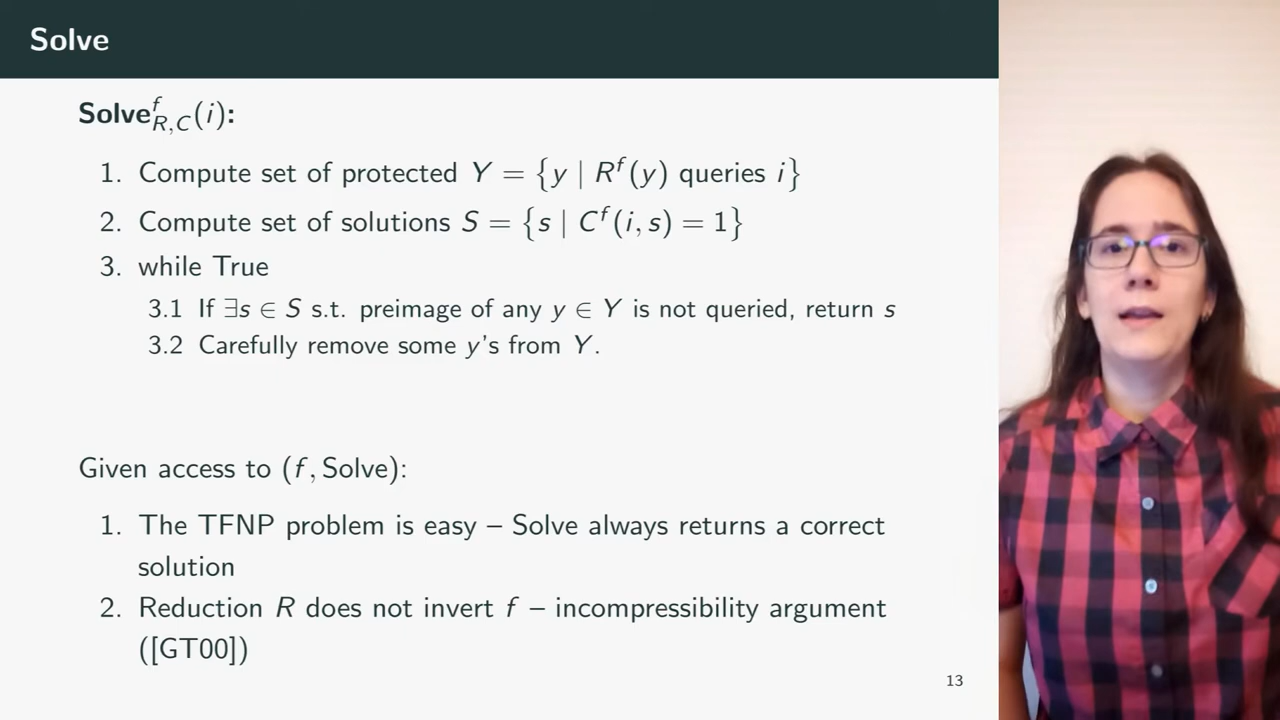 Solve
Solve^f_{R,C}(i):
1. Compute set of protected Y = {y | R^f(y) queries i}
2. Compute set of solutions S = {s | C^f(i, s) = 1}
3. while True
3.1 If ∃s ∈ S s.t. preimage of any y ∈ Y is not queried, return s
3.2 Carefully remove some y's from Y.
Given access to (f, Solve):
1. The TFNP problem is easy – Solve always returns a correct
solution
2. Reduction R does not invert f – incompressibility argument
([GT00])
13